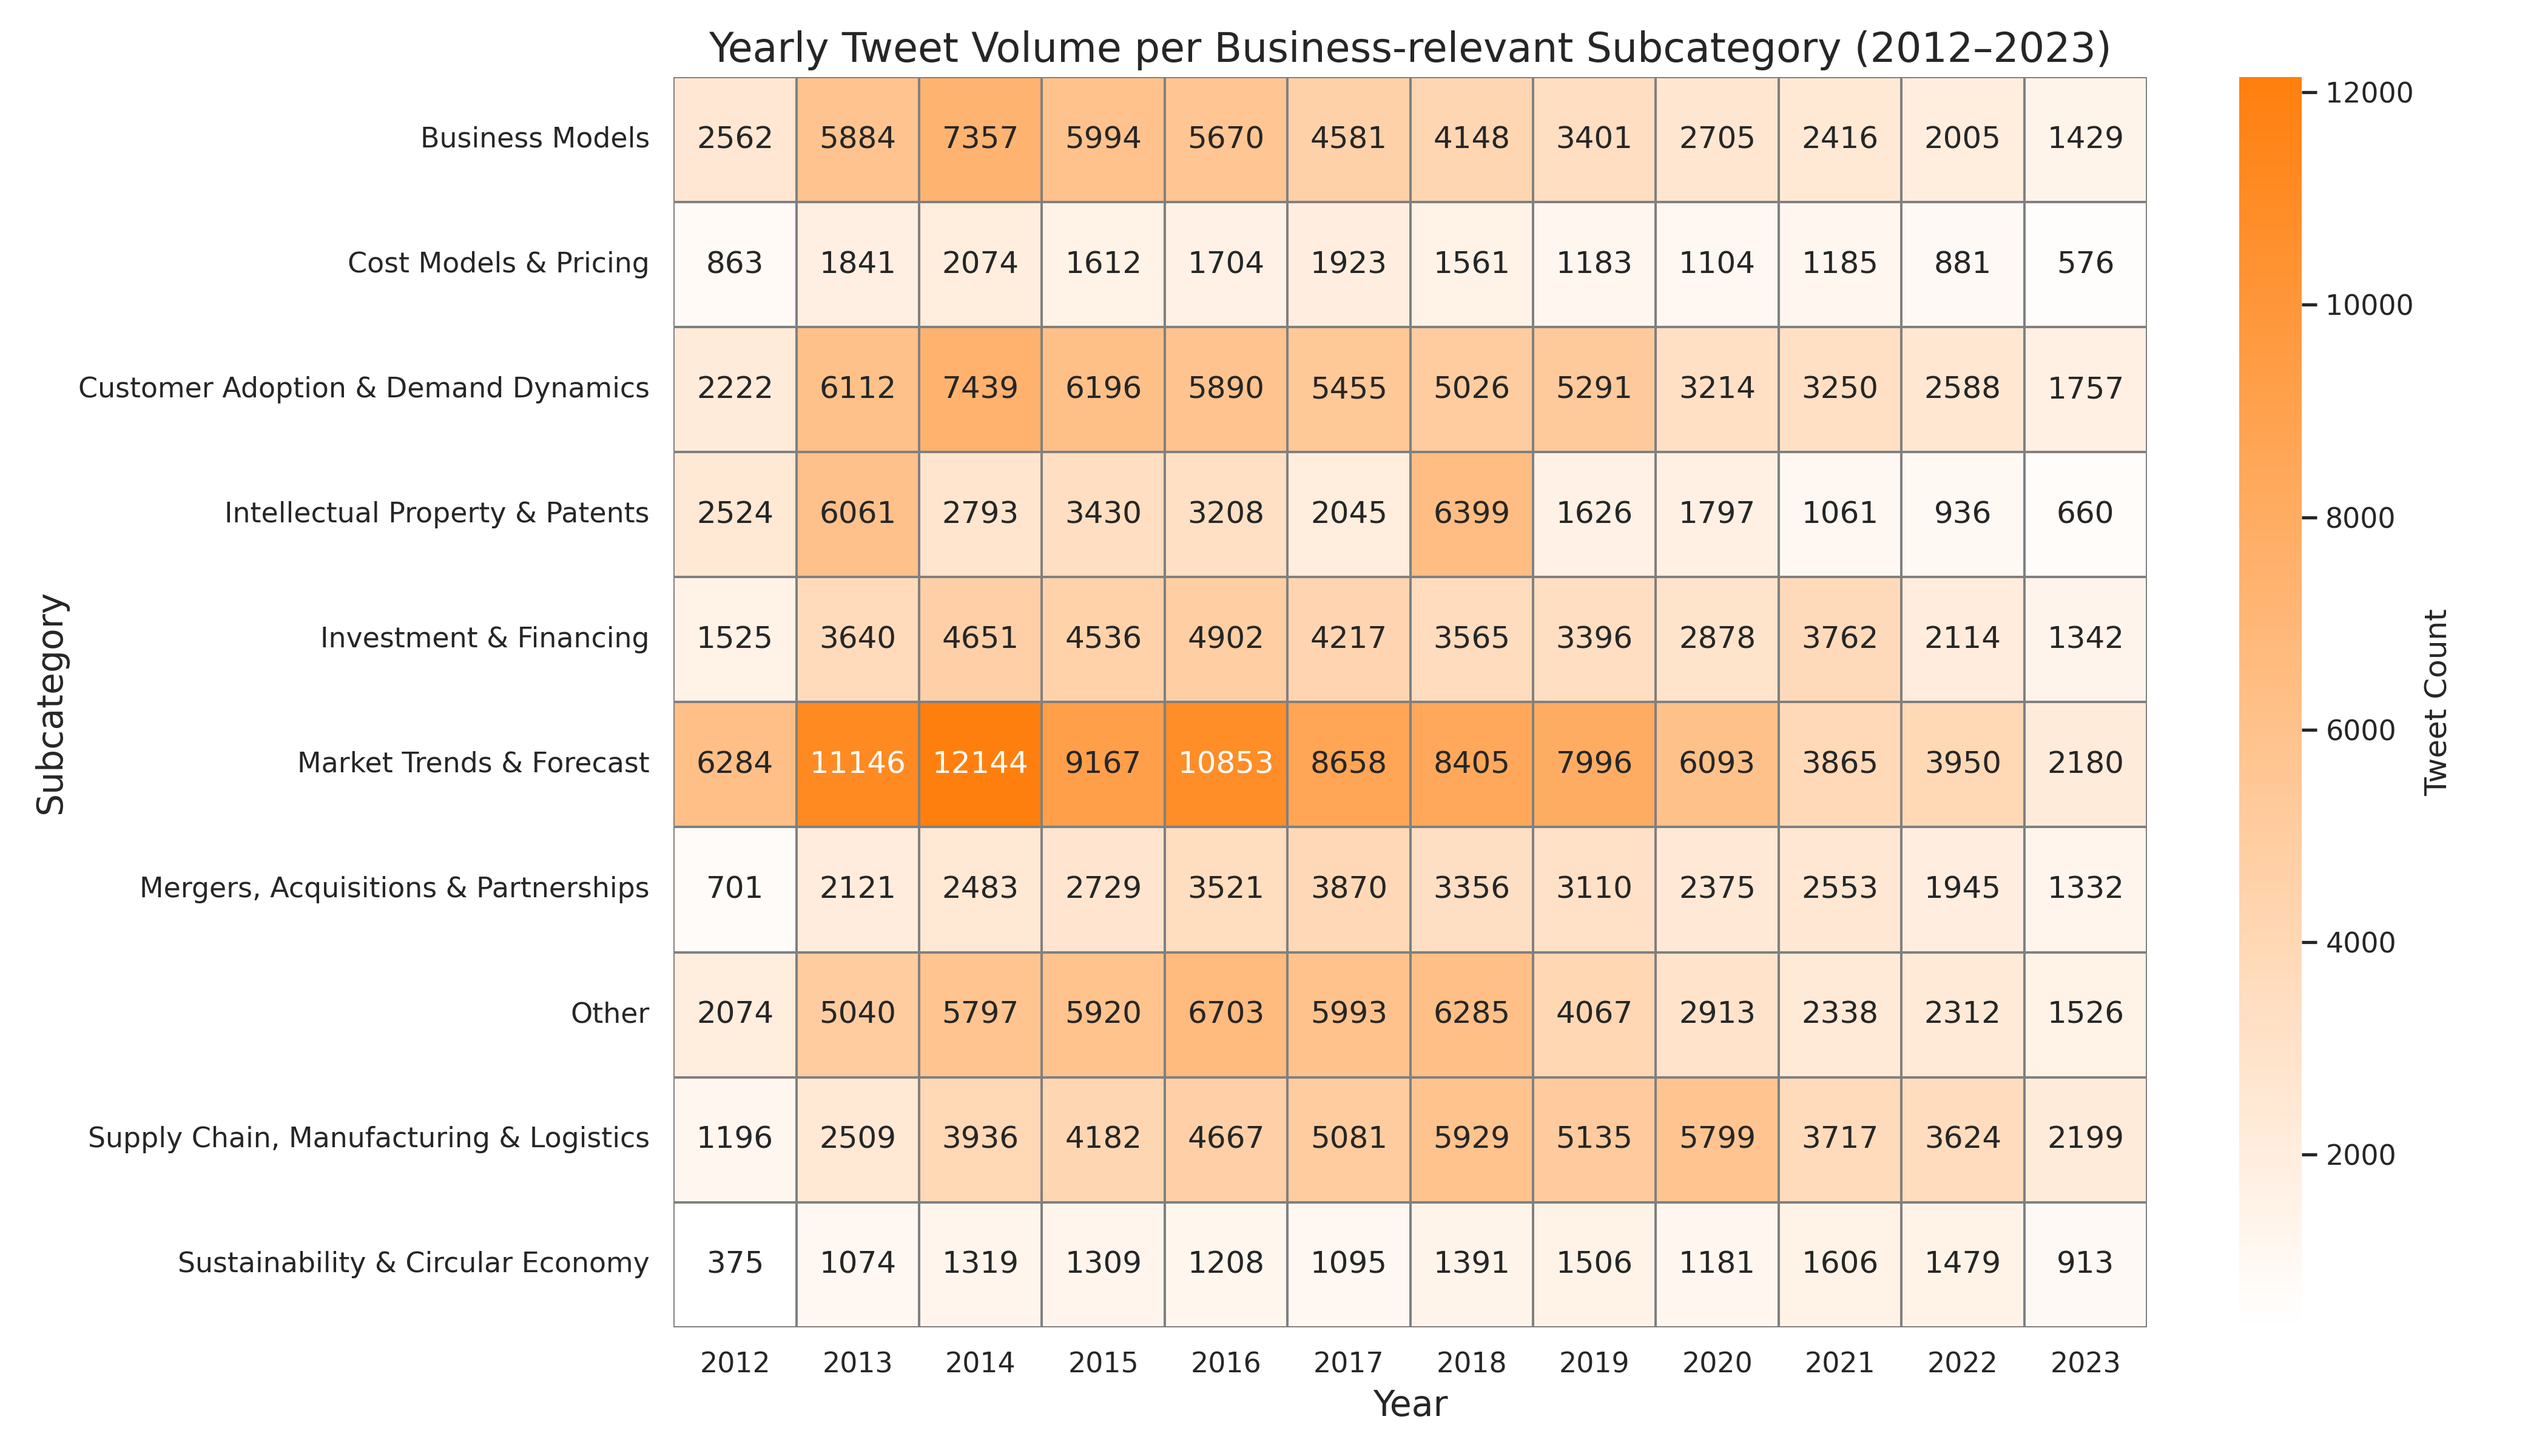 Yearly Tweet Volume per Business-relevant Subcategory (2012–2023)
Business Models 2562 5884 7357 5994 5670 4581 4148 3401 2705 2416 2005 1429
Cost Models & Pricing 863 1841 2074 1612 1704 1923 1561 1183 1104 1185 881 576
Customer Adoption & Demand Dynamics 2222 6112 7439 6196 5890 5455 5026 5291 3214 3250 2588 1757
Intellectual Property & Patents 2524 6061 2793 3430 3208 2045 6399 1626 1797 1061 936 660
Investment & Financing 1525 3640 4651 4536 4902 4217 3565 3396 2878 3762 2114 1342
Market Trends & Forecast 6284 11146 12144 9167 10853 8658 8405 7996 6093 3865 3950 2180
Mergers, Acquisitions & Partnerships 701 2121 2483 2729 3521 3870 3356 3110 2375 2553 1945 1332
Other 2074 5040 5797 5920 6703 5993 6285 4067 2913 2338 2312 1526
Supply Chain, Manufacturing & Logistics 1196 2509 3936 4182 4667 5081 5929 5135 5799 3717 3624 2199
Sustainability & Circular Economy 375 1074 1319 1309 1208 1095 1391 1506 1181 1606 1479 913
2012 2013 2014 2015 2016 2017 2018 2019 2020 2021 2022 2023
Year
Subcategory
12000
10000
8000
6000
4000
2000
Tweet Count